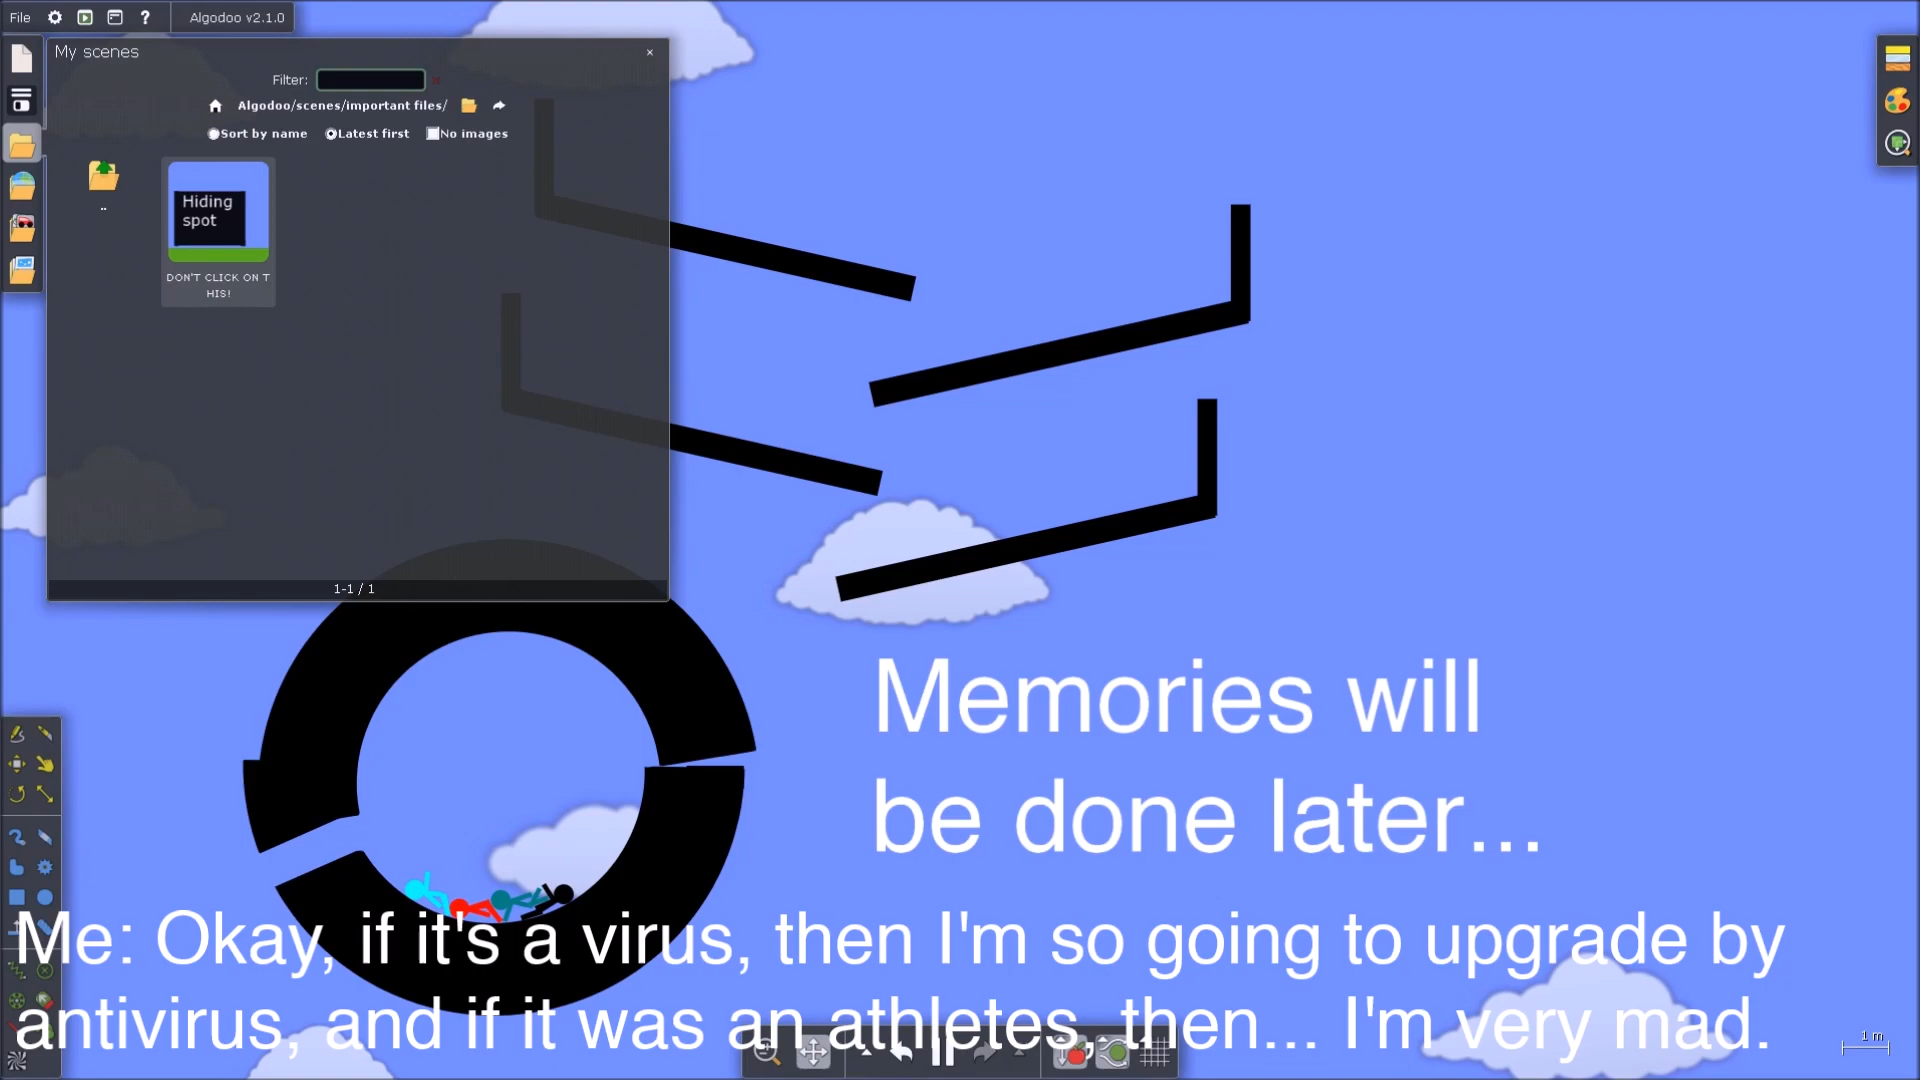 File ? Algodoo v2.1.0
My scenes ×
Filter:
Algodoo/scenes/important files/
Sort by name Latest first No images
..
Hiding
spot
DON'T CLICK ON T
HIS!
1-1 / 1
Memories will
be done later...
Me: Okay, if it's a virus, then I'm so going to upgrade by
antivirus, and if it was an athletes, then... I'm very mad.
1 m